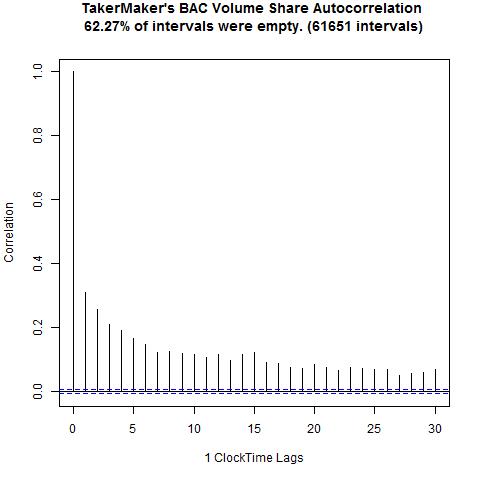 TakerMaker's BAC Volume Share Autocorrelation
62.27% of intervals were empty. (61651 intervals)
1.0
0.8
0.6
0.4
0.2
0.0
Correlation
0 5 10 15 20 25 30
1 ClockTime Lags